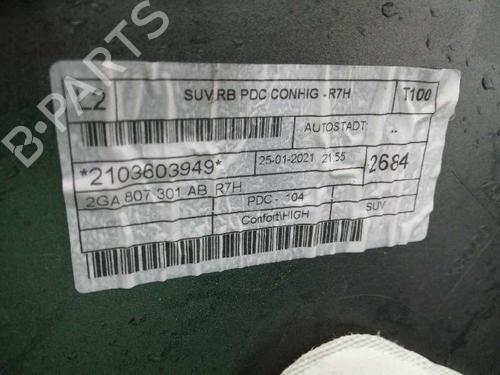 L2 SUV RB PDC CONHIG - R7H T100
AUTOSTADT ..
*2103603949* 25-01-2021 21:55 2684
2GA 807 301 AB R7H PDC - 104
Confort/HIGH SUV
B-PARTS